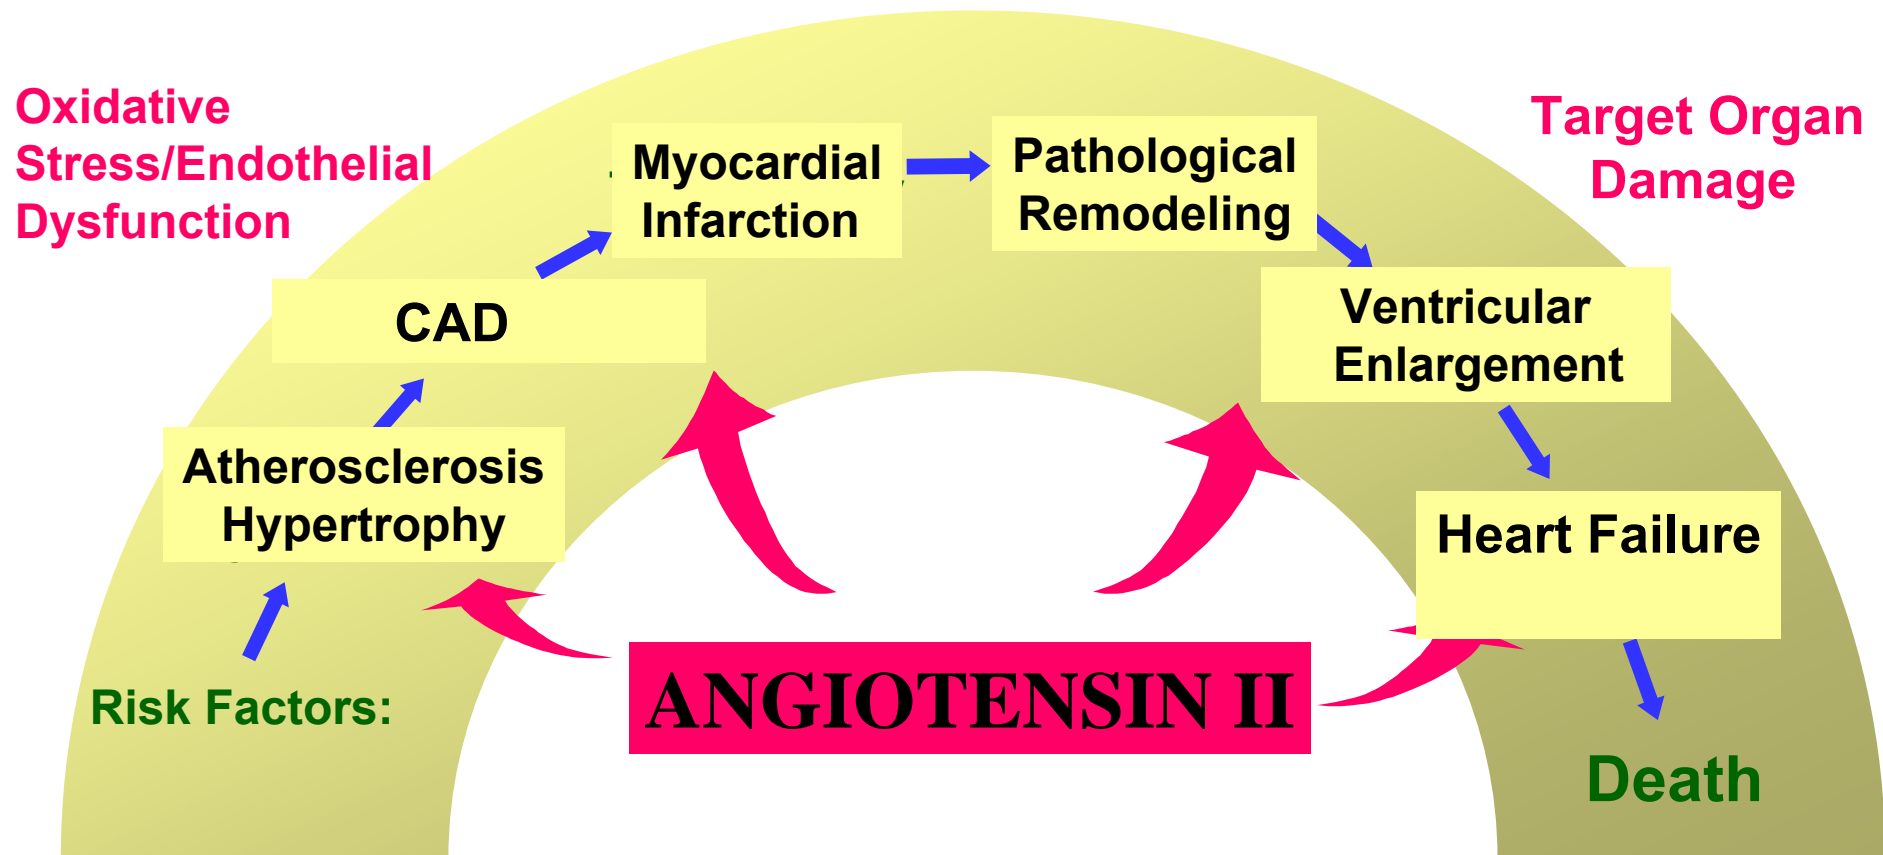 Oxidative
Stress/Endothelial
Dysfunction
Target Organ
Damage
Myocardial
Infarction
Pathological
Remodeling
CAD
Ventricular
Enlargement
Atherosclerosis
Hypertrophy
Heart Failure
Risk Factors:
ANGIOTENSIN II
Death